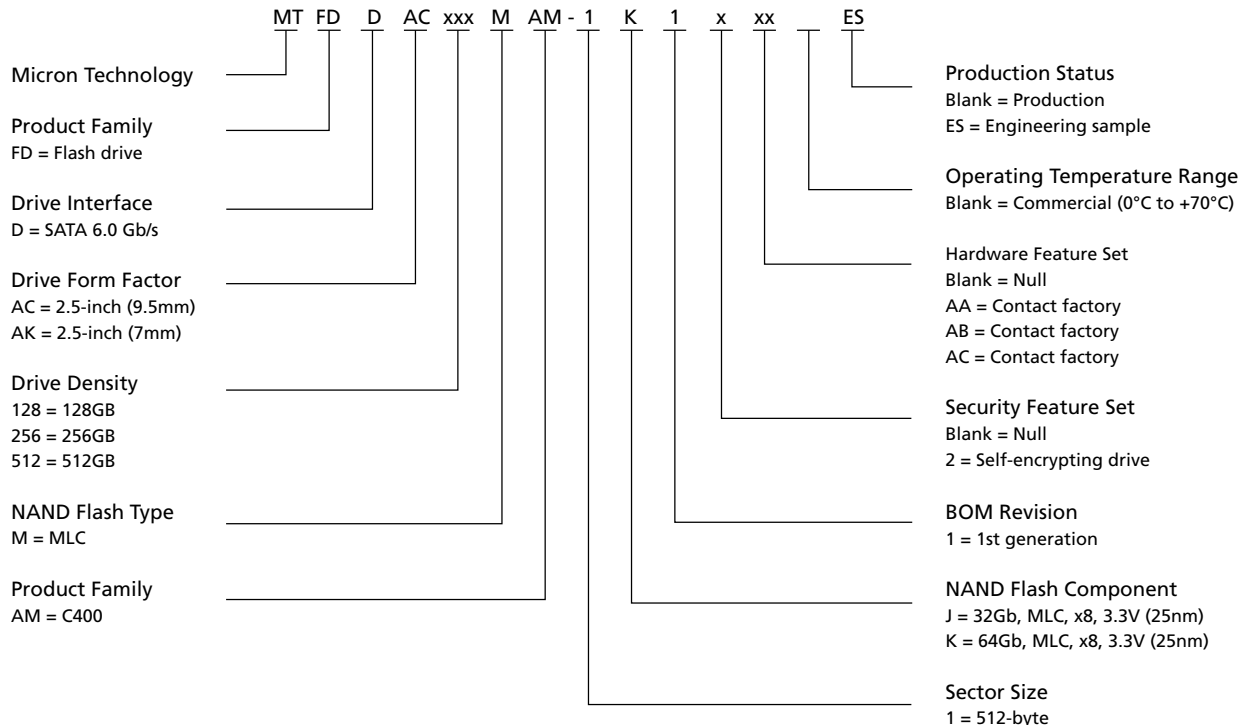 MT FD D AC xxx M AM - 1 K 1 x xx ES
Micron Technology
Product Family
FD = Flash drive
Drive Interface
D = SATA 6.0 Gb/s
Drive Form Factor
AC = 2.5-inch (9.5mm)
AK = 2.5-inch (7mm)
Drive Density
128 = 128GB
256 = 256GB
512 = 512GB
NAND Flash Type
M = MLC
Product Family
AM = C400
Production Status
Blank = Production
ES = Engineering sample
Operating Temperature Range
Blank = Commercial (0°C to +70°C)
Hardware Feature Set
Blank = Null
AA = Contact factory
AB = Contact factory
AC = Contact factory
Security Feature Set
Blank = Null
2 = Self-encrypting drive
BOM Revision
1 = 1st generation
NAND Flash Component
J = 32Gb, MLC, x8, 3.3V (25nm)
K = 64Gb, MLC, x8, 3.3V (25nm)
Sector Size
1 = 512-byte